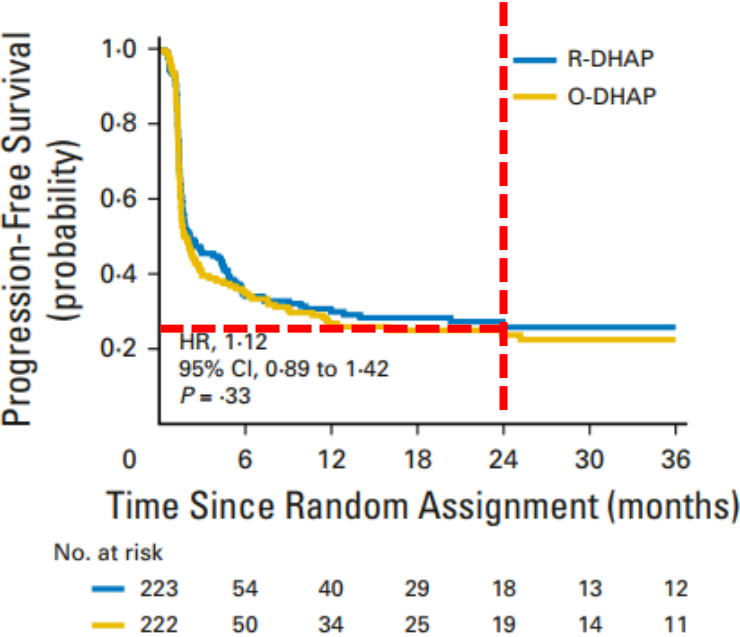 Progression-Free Survival
(probability)
1·0
0·8
0·6
0·4
0·2
R-DHAP
O-DHAP
HR, 1·12
95% CI, 0·89 to 1·42
P = ·33
0 6 12 18 24 30 36
Time Since Random Assignment (months)
No. at risk
223 54 40 29 18 13 12
222 50 34 25 19 14 11